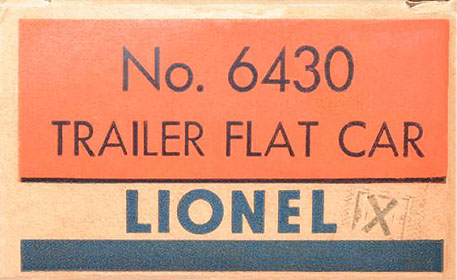 No. 6430
TRAILER FLAT CAR
LIONEL X